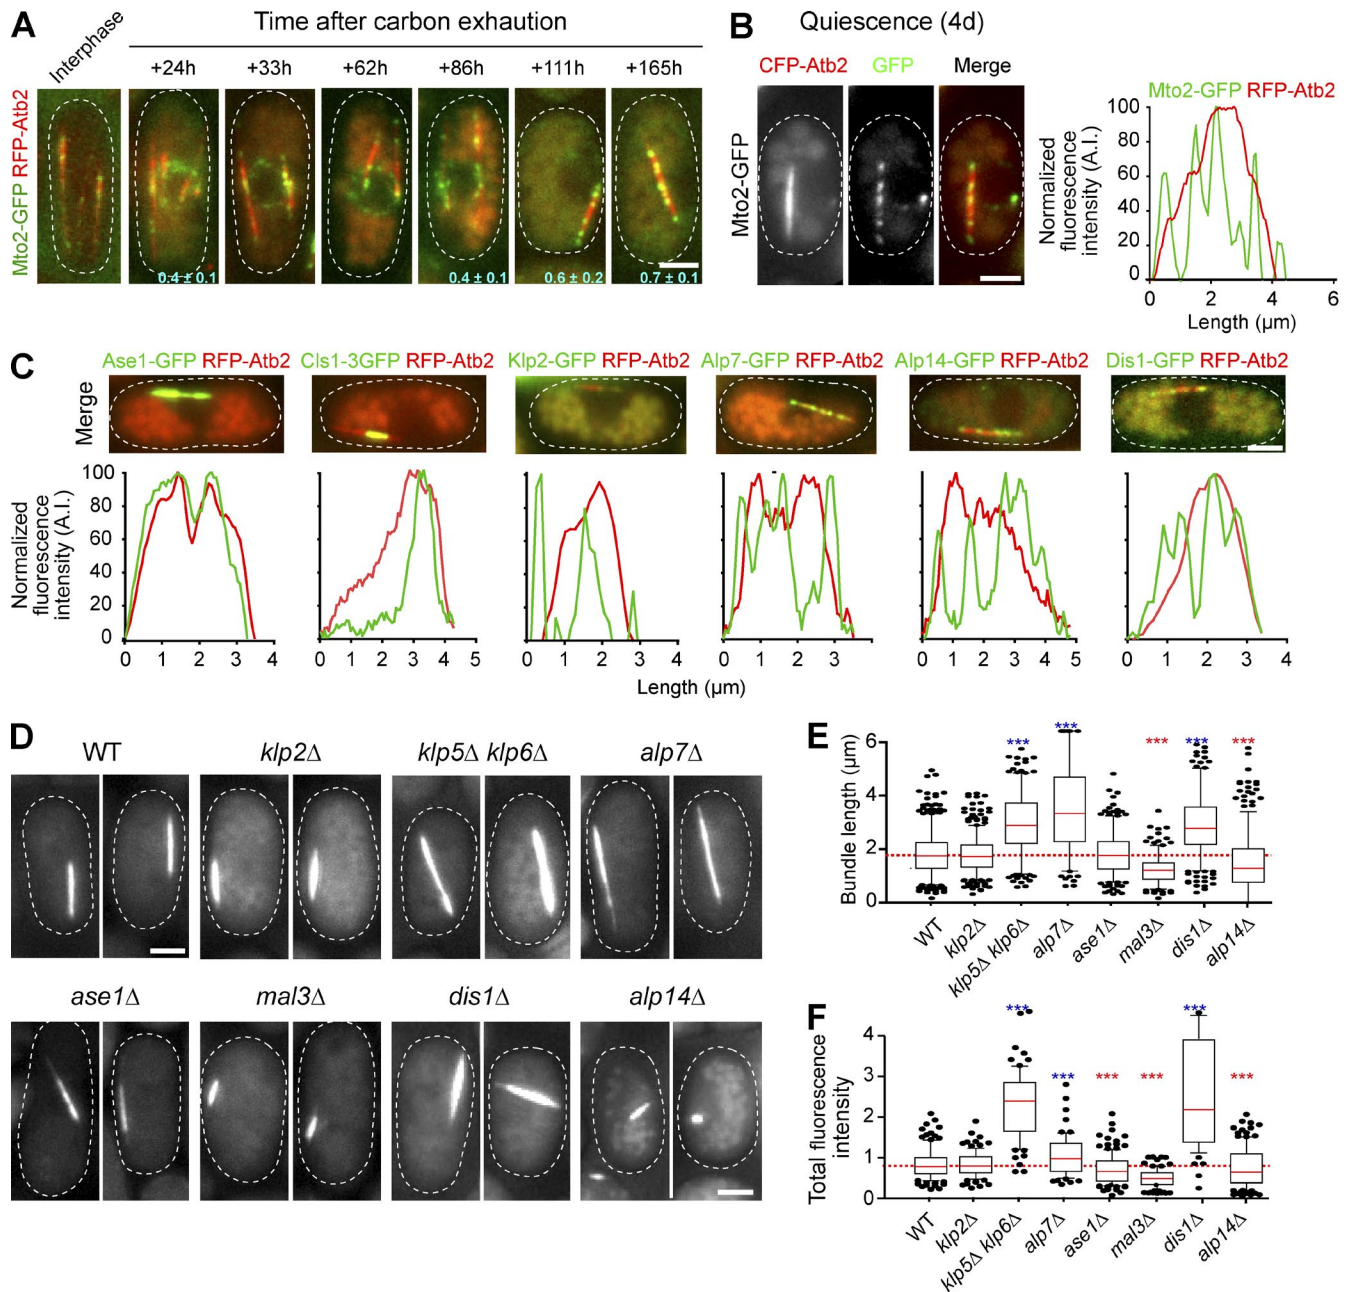 A
Interphase
Time after carbon exhaution
+24h +33h +62h +86h +111h +165h
Mto2-GFP RFP-Atb2
0.4 ± 0.1 0.4 ± 0.1 0.6 ± 0.2 0.7 ± 0.1
B
Quiescence (4d)
CFP-Atb2 GFP Merge
Mto2-GFP
Mto2-GFP RFP-Atb2
Normalized
fluorescence
intensity (A.I.)
100
80
60
40
20
0
0 2 4 6
Length (µm)
C
Ase1-GFP RFP-Atb2 Cls1-3GFP RFP-Atb2 Klp2-GFP RFP-Atb2 Alp7-GFP RFP-Atb2 Alp14-GFP RFP-Atb2 Dis1-GFP RFP-Atb2
Merge
Normalized
fluorescence
intensity (A.I.)
100
80
60
40
20
0
0 1 2 3 4 0 1 2 3 4 5 0 1 2 3 4 0 1 2 3 0 1 2 3 4 5 0 1 2 3 4
Length (µm)
D
WT klp2Δ klp5Δ klp6Δ alp7Δ
ase1Δ mal3Δ dis1Δ alp14Δ
E
Bundle length (µm)
6
4
2
0
*** *** *** *** ***
WT klp2Δ klp5Δ klp6Δ alp7Δ ase1Δ mal3Δ dis1Δ alp14Δ
F
Total fluorescence
intensity
4
3
2
1
0
*** *** *** *** *** ***
WT klp2Δ klp5Δ klp6Δ alp7Δ ase1Δ mal3Δ dis1Δ alp14Δ